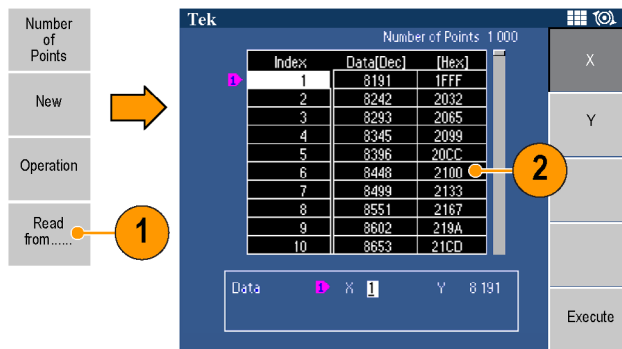 Number
of
Points
New
Operation
Read
from......
1
Tek
Number of Points 1 000
Index Data[Dec] [Hex]
1 1 8191 1FFF
2 8242 2032
3 8293 2065
4 8345 2099
5 8396 20CC
6 8448 2100
7 8499 2133
8 8551 2167
9 8602 219A
10 8653 21CD
2
Data 1 X 1 Y 8 191
X
Y
Execute